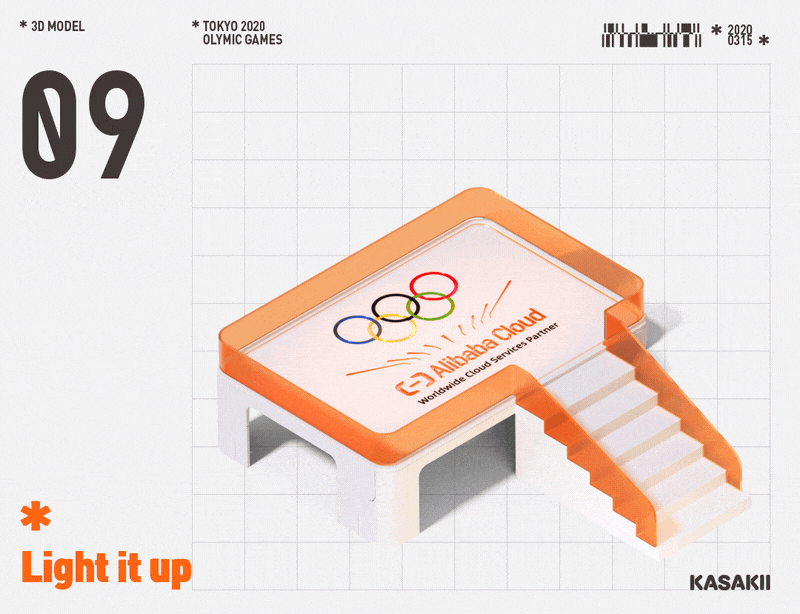 * 3D MODEL
* TOKYO 2020
OLYMIC GAMES
* 2020
0315 *
09
Alibaba Cloud
Worldwide Cloud Services Partner
*
Light it up
KASAKII